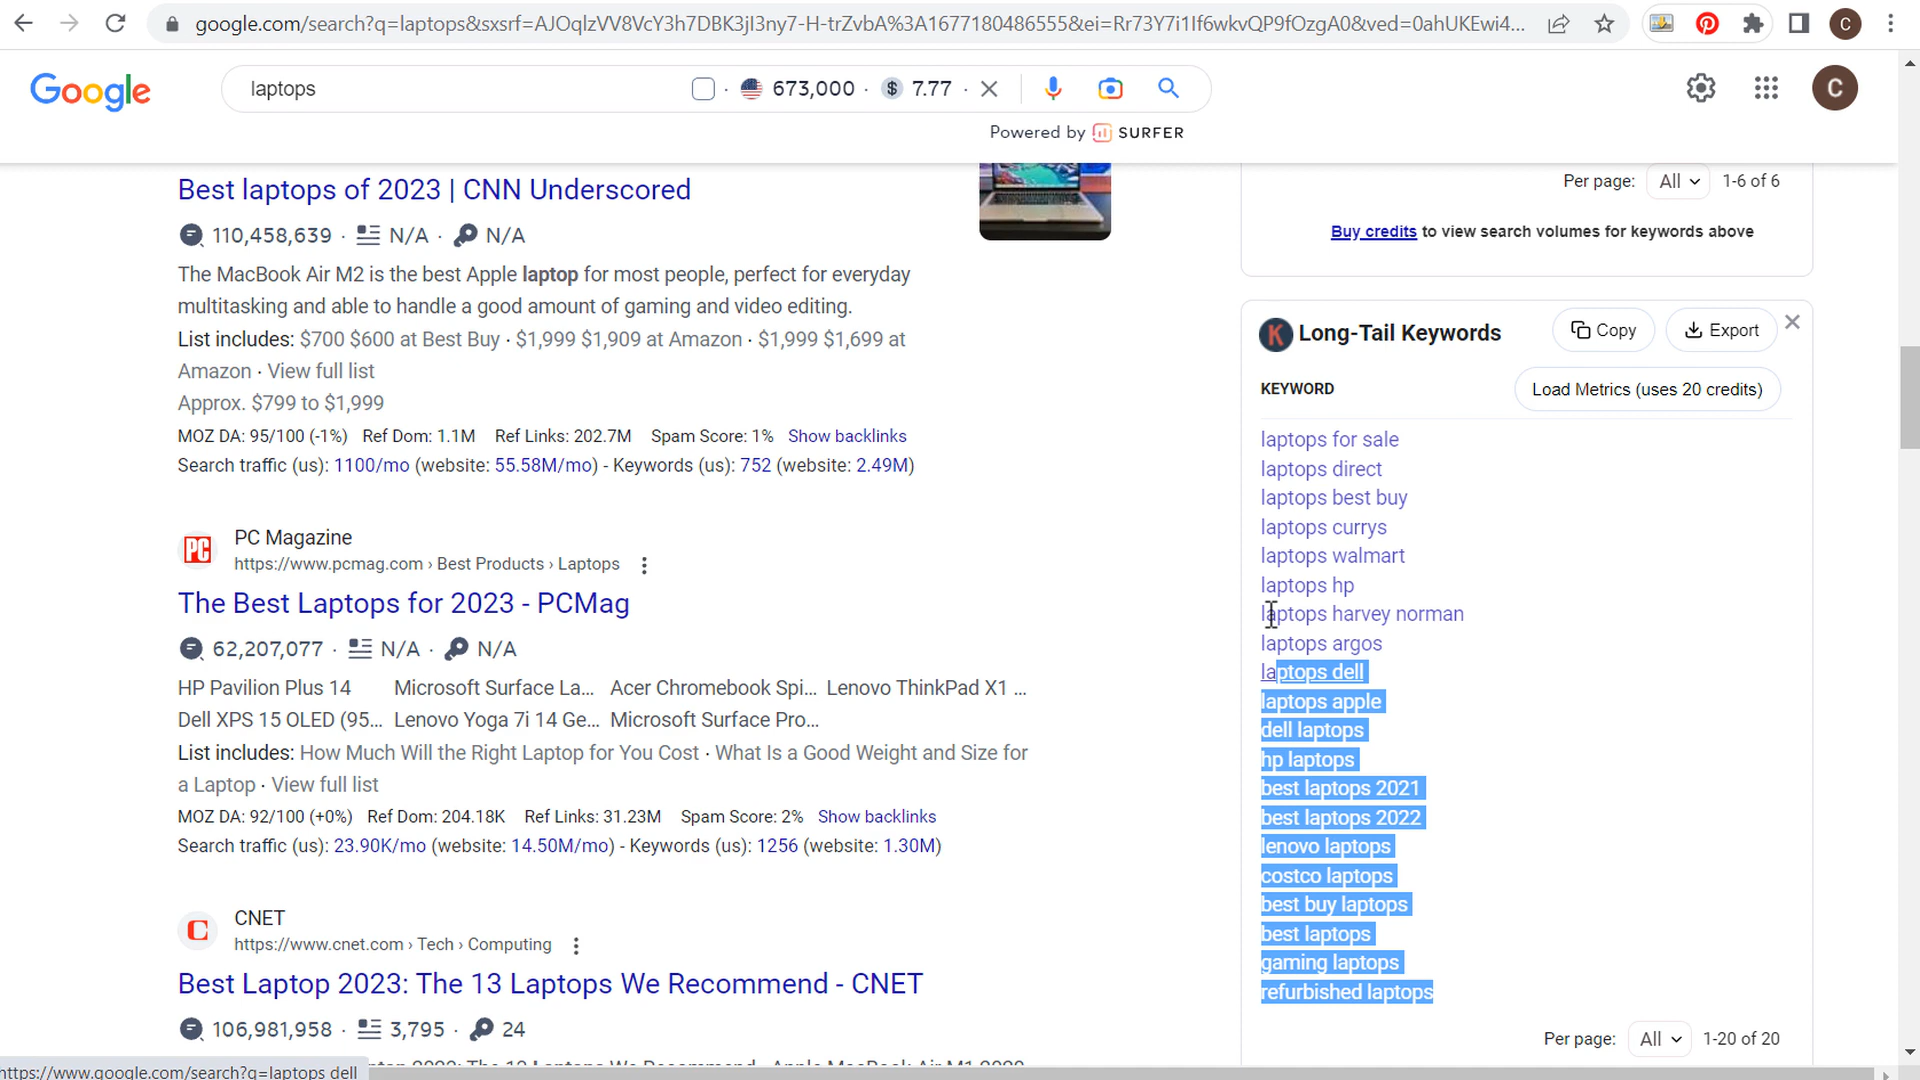 google.com/search?q=laptops&sxsrf=AJOqlzVV8VcY3h7DBK3jI3ny7-H-trZvbA%3A1677180486555&ei=Rr73Y7i1If6wkvQP9fOzgA0&ved=0ahUKEwi4...
C
Google
laptops
673,000 · $ 7.77
C
Powered by SURFER
Best laptops of 2023 | CNN Underscored
110,458,639 · N/A · N/A
The MacBook Air M2 is the best Apple laptop for most people, perfect for everyday
multitasking and able to handle a good amount of gaming and video editing.
List includes: $700 $600 at Best Buy · $1,999 $1,909 at Amazon · $1,999 $1,699 at
Amazon · View full list
Approx. $799 to $1,999
MOZ DA: 95/100 (-1%) Ref Dom: 1.1M Ref Links: 202.7M Spam Score: 1% Show backlinks
Search traffic (us): 1100/mo (website: 55.58M/mo) - Keywords (us): 752 (website: 2.49M)
PC
PC Magazine
https://www.pcmag.com › Best Products › Laptops
The Best Laptops for 2023 - PCMag
62,207,077 · N/A · N/A
HP Pavilion Plus 14 Microsoft Surface La... Acer Chromebook Spi... Lenovo ThinkPad X1 ...
Dell XPS 15 OLED (95... Lenovo Yoga 7i 14 Ge... Microsoft Surface Pro...
List includes: How Much Will the Right Laptop for You Cost · What Is a Good Weight and Size for
a Laptop · View full list
MOZ DA: 92/100 (+0%) Ref Dom: 204.18K Ref Links: 31.23M Spam Score: 2% Show backlinks
Search traffic (us): 23.90K/mo (website: 14.50M/mo) - Keywords (us): 1256 (website: 1.30M)
C
CNET
https://www.cnet.com › Tech › Computing
Best Laptop 2023: The 13 Laptops We Recommend - CNET
106,981,958 · 3,795 · 24
https://www.google.com/search?q=laptops dell
Per page: All 1-6 of 6
Buy credits to view search volumes for keywords above
K Long-Tail Keywords
Copy
Export
KEYWORD
Load Metrics (uses 20 credits)
laptops for sale
laptops direct
laptops best buy
laptops currys
laptops walmart
laptops hp
laptops harvey norman
laptops argos
laptops dell
laptops apple
dell laptops
hp laptops
best laptops 2021
best laptops 2022
lenovo laptops
costco laptops
best buy laptops
best laptops
gaming laptops
refurbished laptops
Per page: All 1-20 of 20